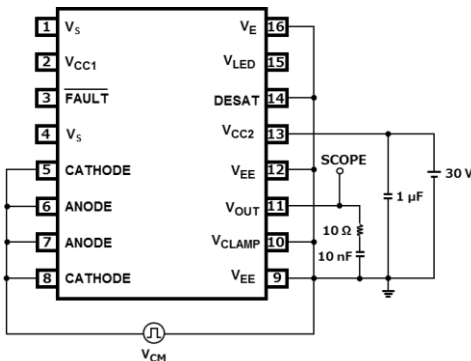 1 VS
2 VCC1
3 FAULT
4 VS
5 CATHODE
6 ANODE
7 ANODE
8 CATHODE
VE 16
VLED 15
DESAT 14
VCC2 13
VEE 12
VOUT 11
VCLAMP 10
VEE 9
SCOPE
10 Ω
10 nF
1 µF
30 V
VCM